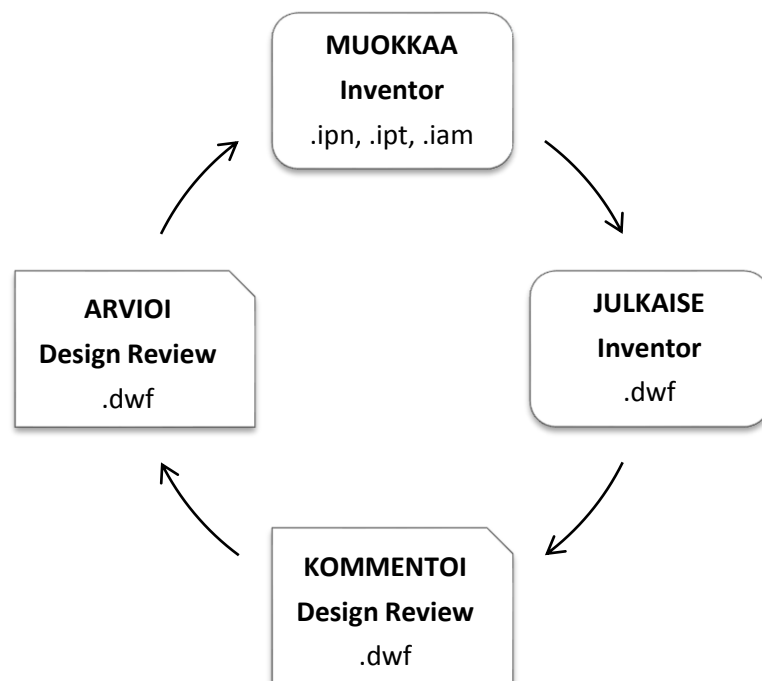 MUOKKAA
Inventor
.ipn, .ipt, .iam
ARVIOI
Design Review
.dwf
JULKAISE
Inventor
.dwf
KOMMENTOI
Design Review
.dwf